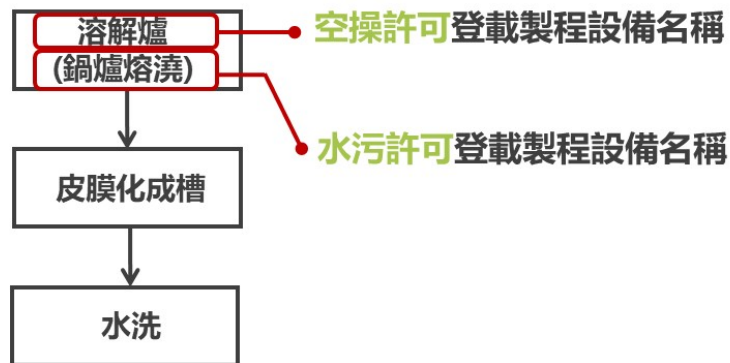 溶解爐
(鍋爐熔澆)
空操許可登載製程設備名稱
水污許可登載製程設備名稱
皮膜化成槽
水洗